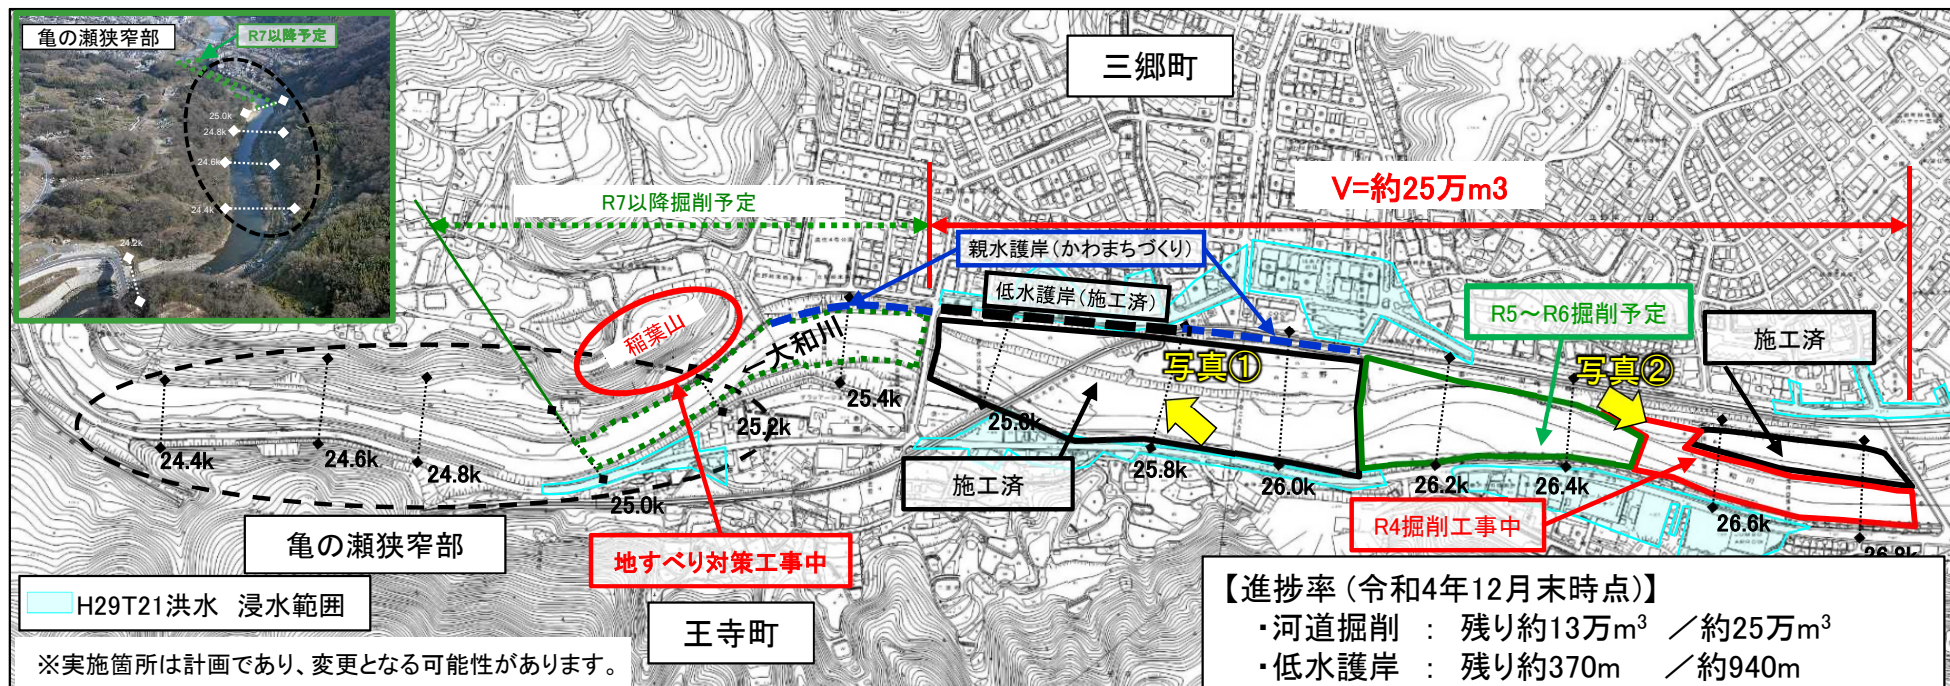 亀の瀬狭窄部
R7以降予定
25.0k
24.8k
24.6k
24.4k
24.2k
三郷町
V=約25万m3
R7以降掘削予定
親水護岸(かわまちづくり)
低水護岸(施工済)
R5～R6掘削予定
施工済
稲葉山
←大和川
写真①
写真②
立野
24.4k
24.6k
24.8k
25.0k
25.2k
25.4k
25.6k
25.8k
26.0k
26.2k
26.4k
26.6k
26.8k
施工済
R4掘削工事中
亀の瀬狭窄部
地すべり対策工事中
H29T21洪水 浸水範囲
王寺町
※実施箇所は計画であり、変更となる可能性があります。
【進捗率(令和4年12月末時点)】
・河道掘削 : 残り約13万m³ ／約25万m³
・低水護岸 : 残り約370m ／約940m